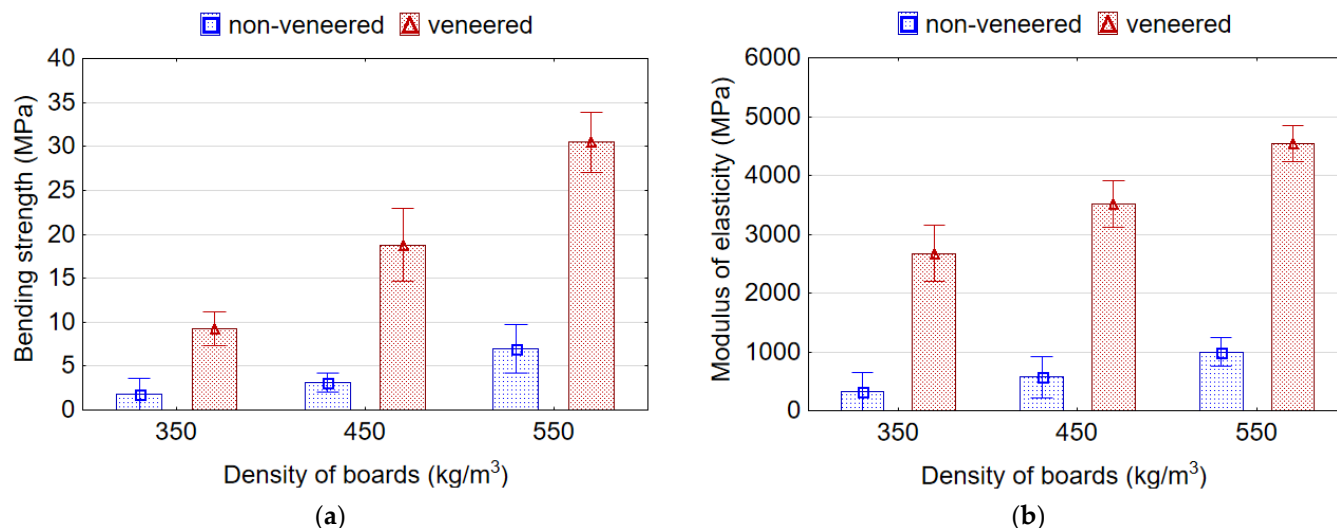 non-veneered veneered
Bending strength (MPa)
40
35
30
25
20
15
10
5
0
350 450 550
Density of boards (kg/m³)
(a)
non-veneered veneered
Modulus of elasticity (MPa)
6000
5000
4000
3000
2000
1000
0
350 450 550
Density of boards (kg/m³)
(b)